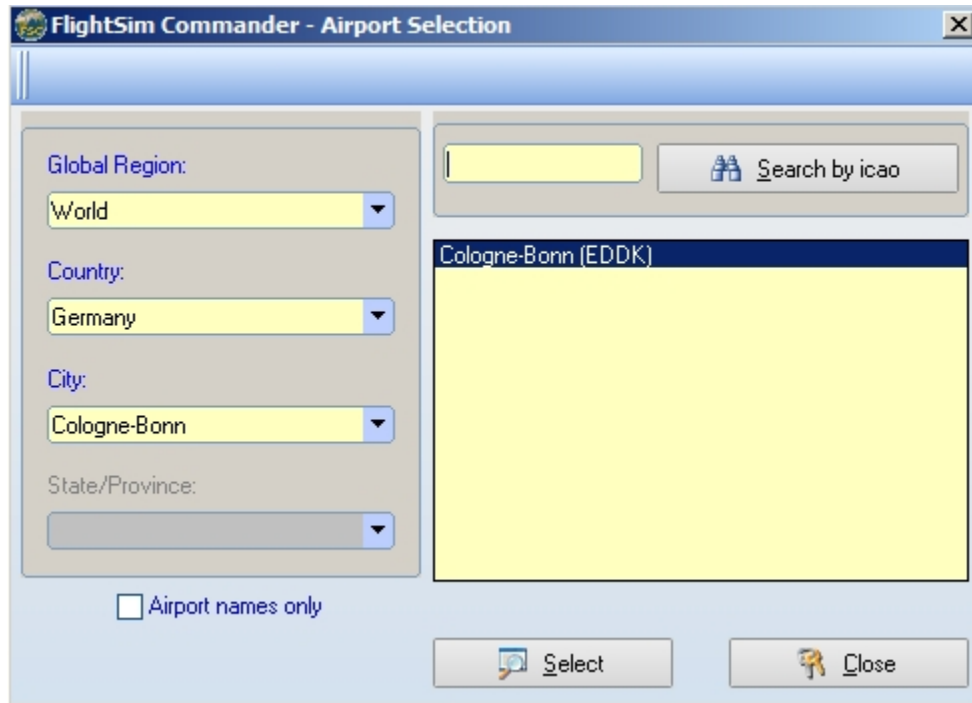 FlightSim Commander - Airport Selection
Global Region:
World
Country:
Germany
City:
Cologne-Bonn
State/Province:
Airport names only
Search by icao
Cologne-Bonn (EDDK)
Select
Close